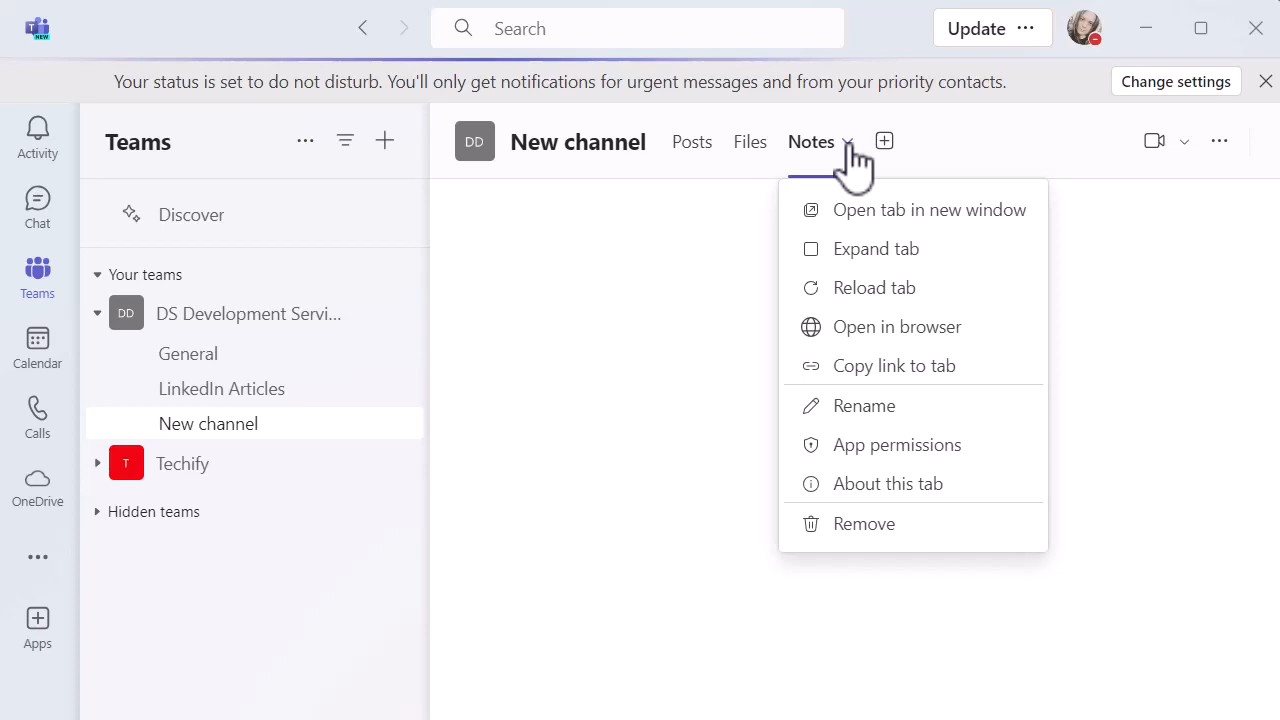 NEW
Search
Update
Your status is set to do not disturb. You'll only get notifications for urgent messages and from your priority contacts.
Change settings
Activity
Chat
Teams
Calendar
Calls
OneDrive
Apps
Teams
Discover
Your teams
DD
DS Development Servi...
General
LinkedIn Articles
New channel
T
Techify
Hidden teams
DD
New channel
Posts
Files
Notes
Open tab in new window
Expand tab
Reload tab
Open in browser
Copy link to tab
Rename
App permissions
About this tab
Remove